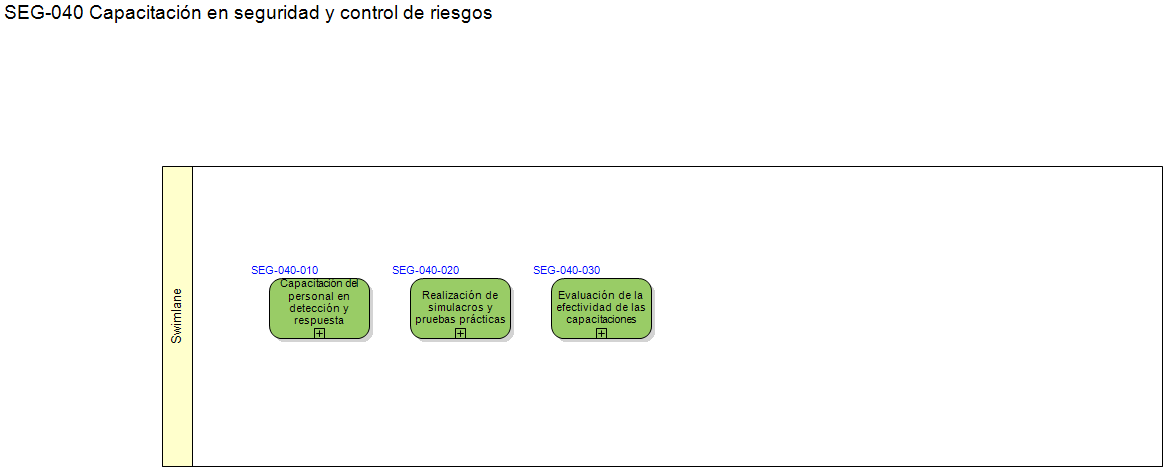 SEG-040 Capacitación en seguridad y control de riesgos
Swimlane
SEG-040-010
Capacitación del
personal en
detección y
respuesta
SEG-040-020
Realización de
simulacros y
pruebas prácticas
SEG-040-030
Evaluación de la
efectividad de las
capacitaciones